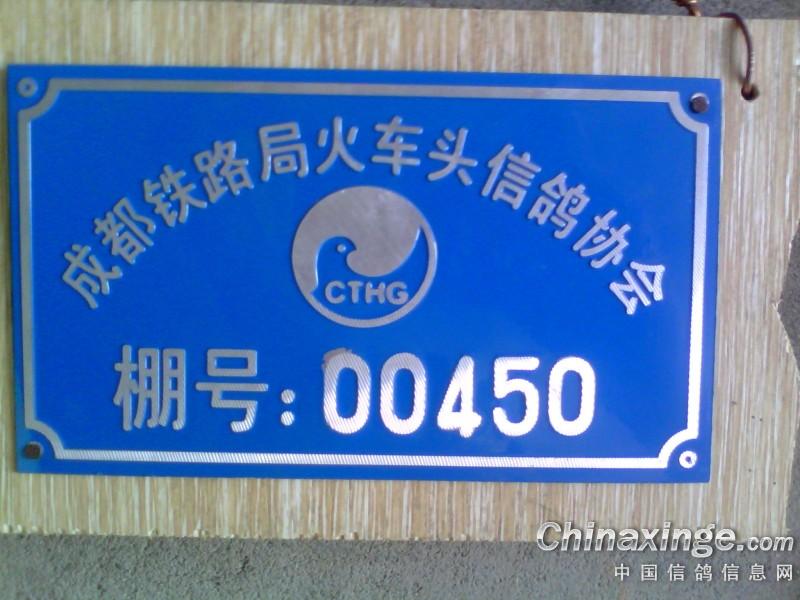 成都铁路局火车头信鸽协会
CTHG
棚号:00450
Chinaxinge.com
中国信鸽信息网